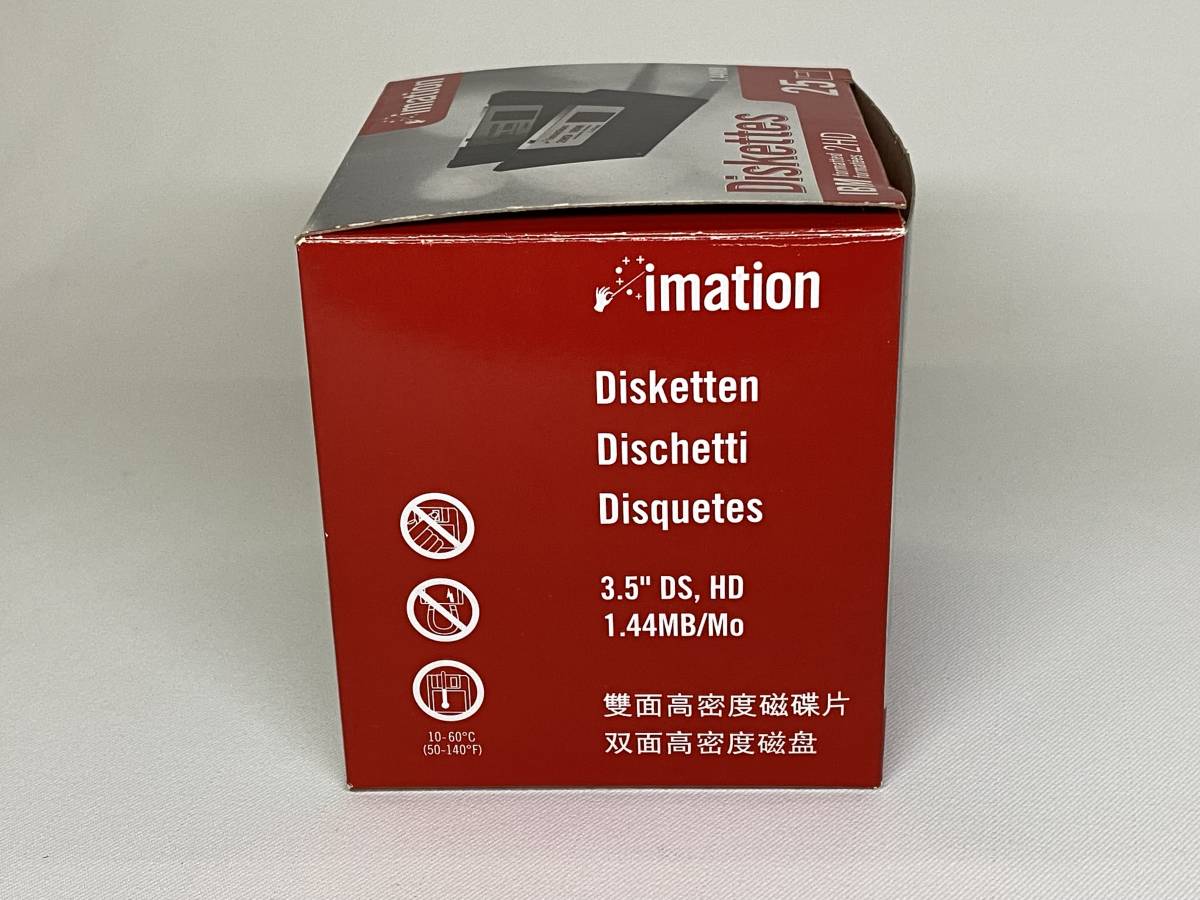 imation
Diskettes
25
IBM formatted
formatées 2HD
imation
Disketten
Dischetti
Disquetes
3.5" DS, HD
1.44MB/Mo
雙面高密度磁碟片
双面高密度磁盘
10-60°C
(50-140°F)